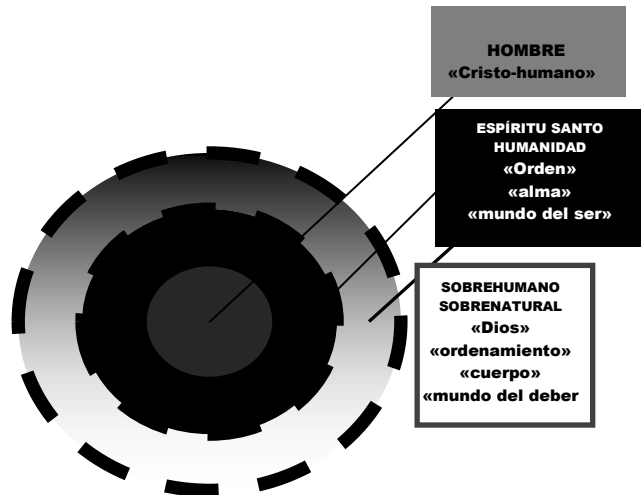 HOMBRE
«Cristo-humano»
ESPÍRITU SANTO
HUMANIDAD
«Orden»
«alma»
«mundo del ser»
SOBREHUMANO
SOBRENATURAL
«Dios»
«ordenamiento»
«cuerpo»
«mundo del deber